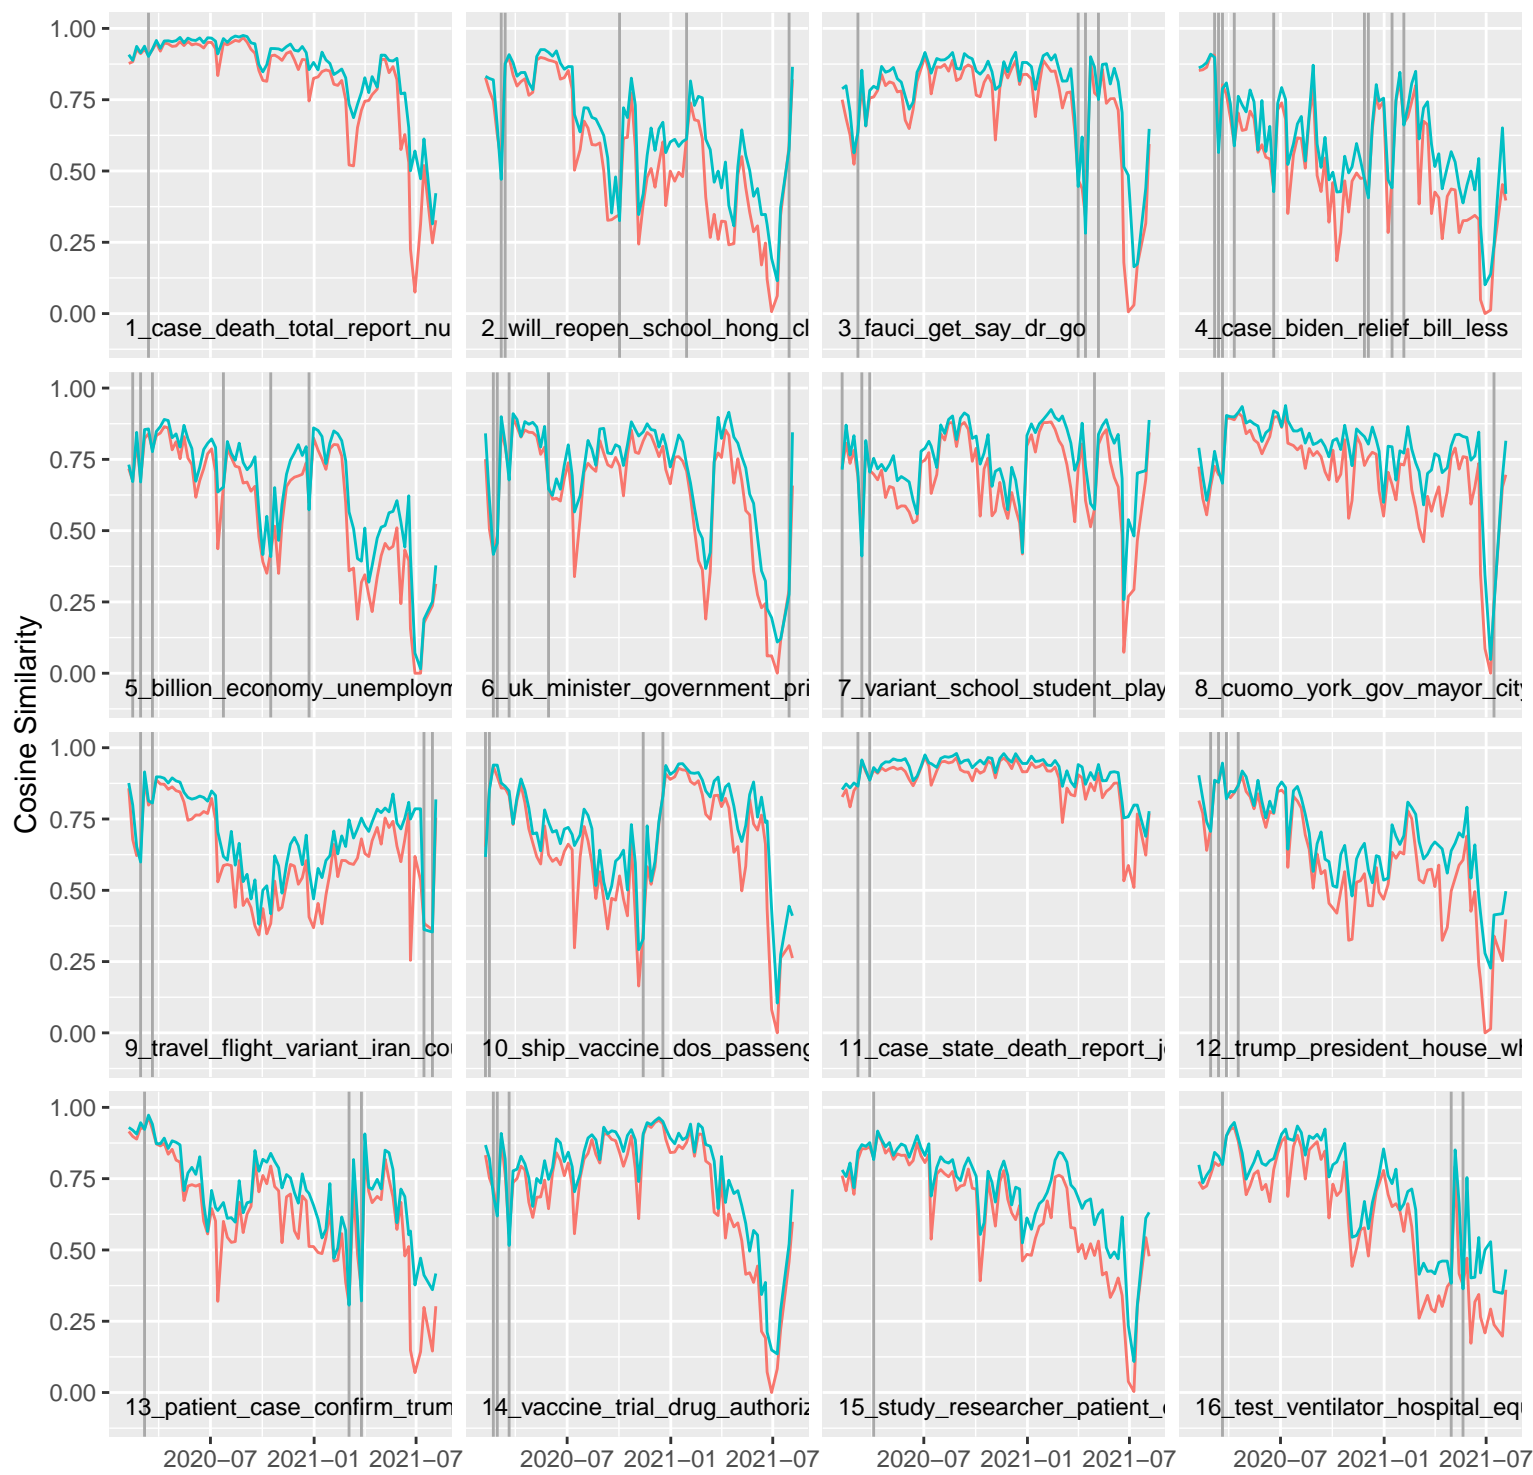 1.00
0.75
0.50
0.25
0.00
1_case_death_total_report_nu
2_will_reopen_school_hong_cl
3_fauci_get_say_dr_go
4_case_biden_relief_bill_less
1.00
0.75
0.50
0.25
0.00
5_billion_economy_unemploym
6_uk_minister_government_pri
7_variant_school_student_play
8_cuomo_york_gov_mayor_city
Cosine Similarity
1.00
0.75
0.50
0.25
0.00
9_travel_flight_variant_iran_cou
10_ship_vaccine_dos_passeng
11_case_state_death_report_j
12_trump_president_house_wh
1.00
0.75
0.50
0.25
0.00
13_patient_case_confirm_trum
14_vaccine_trial_drug_authoriz
15_study_researcher_patient_
16_test_ventilator_hospital_equ
2020-07 2021-01 2021-07
2020-07 2021-01 2021-07
2020-07 2021-01 2021-07
2020-07 2021-01 2021-07